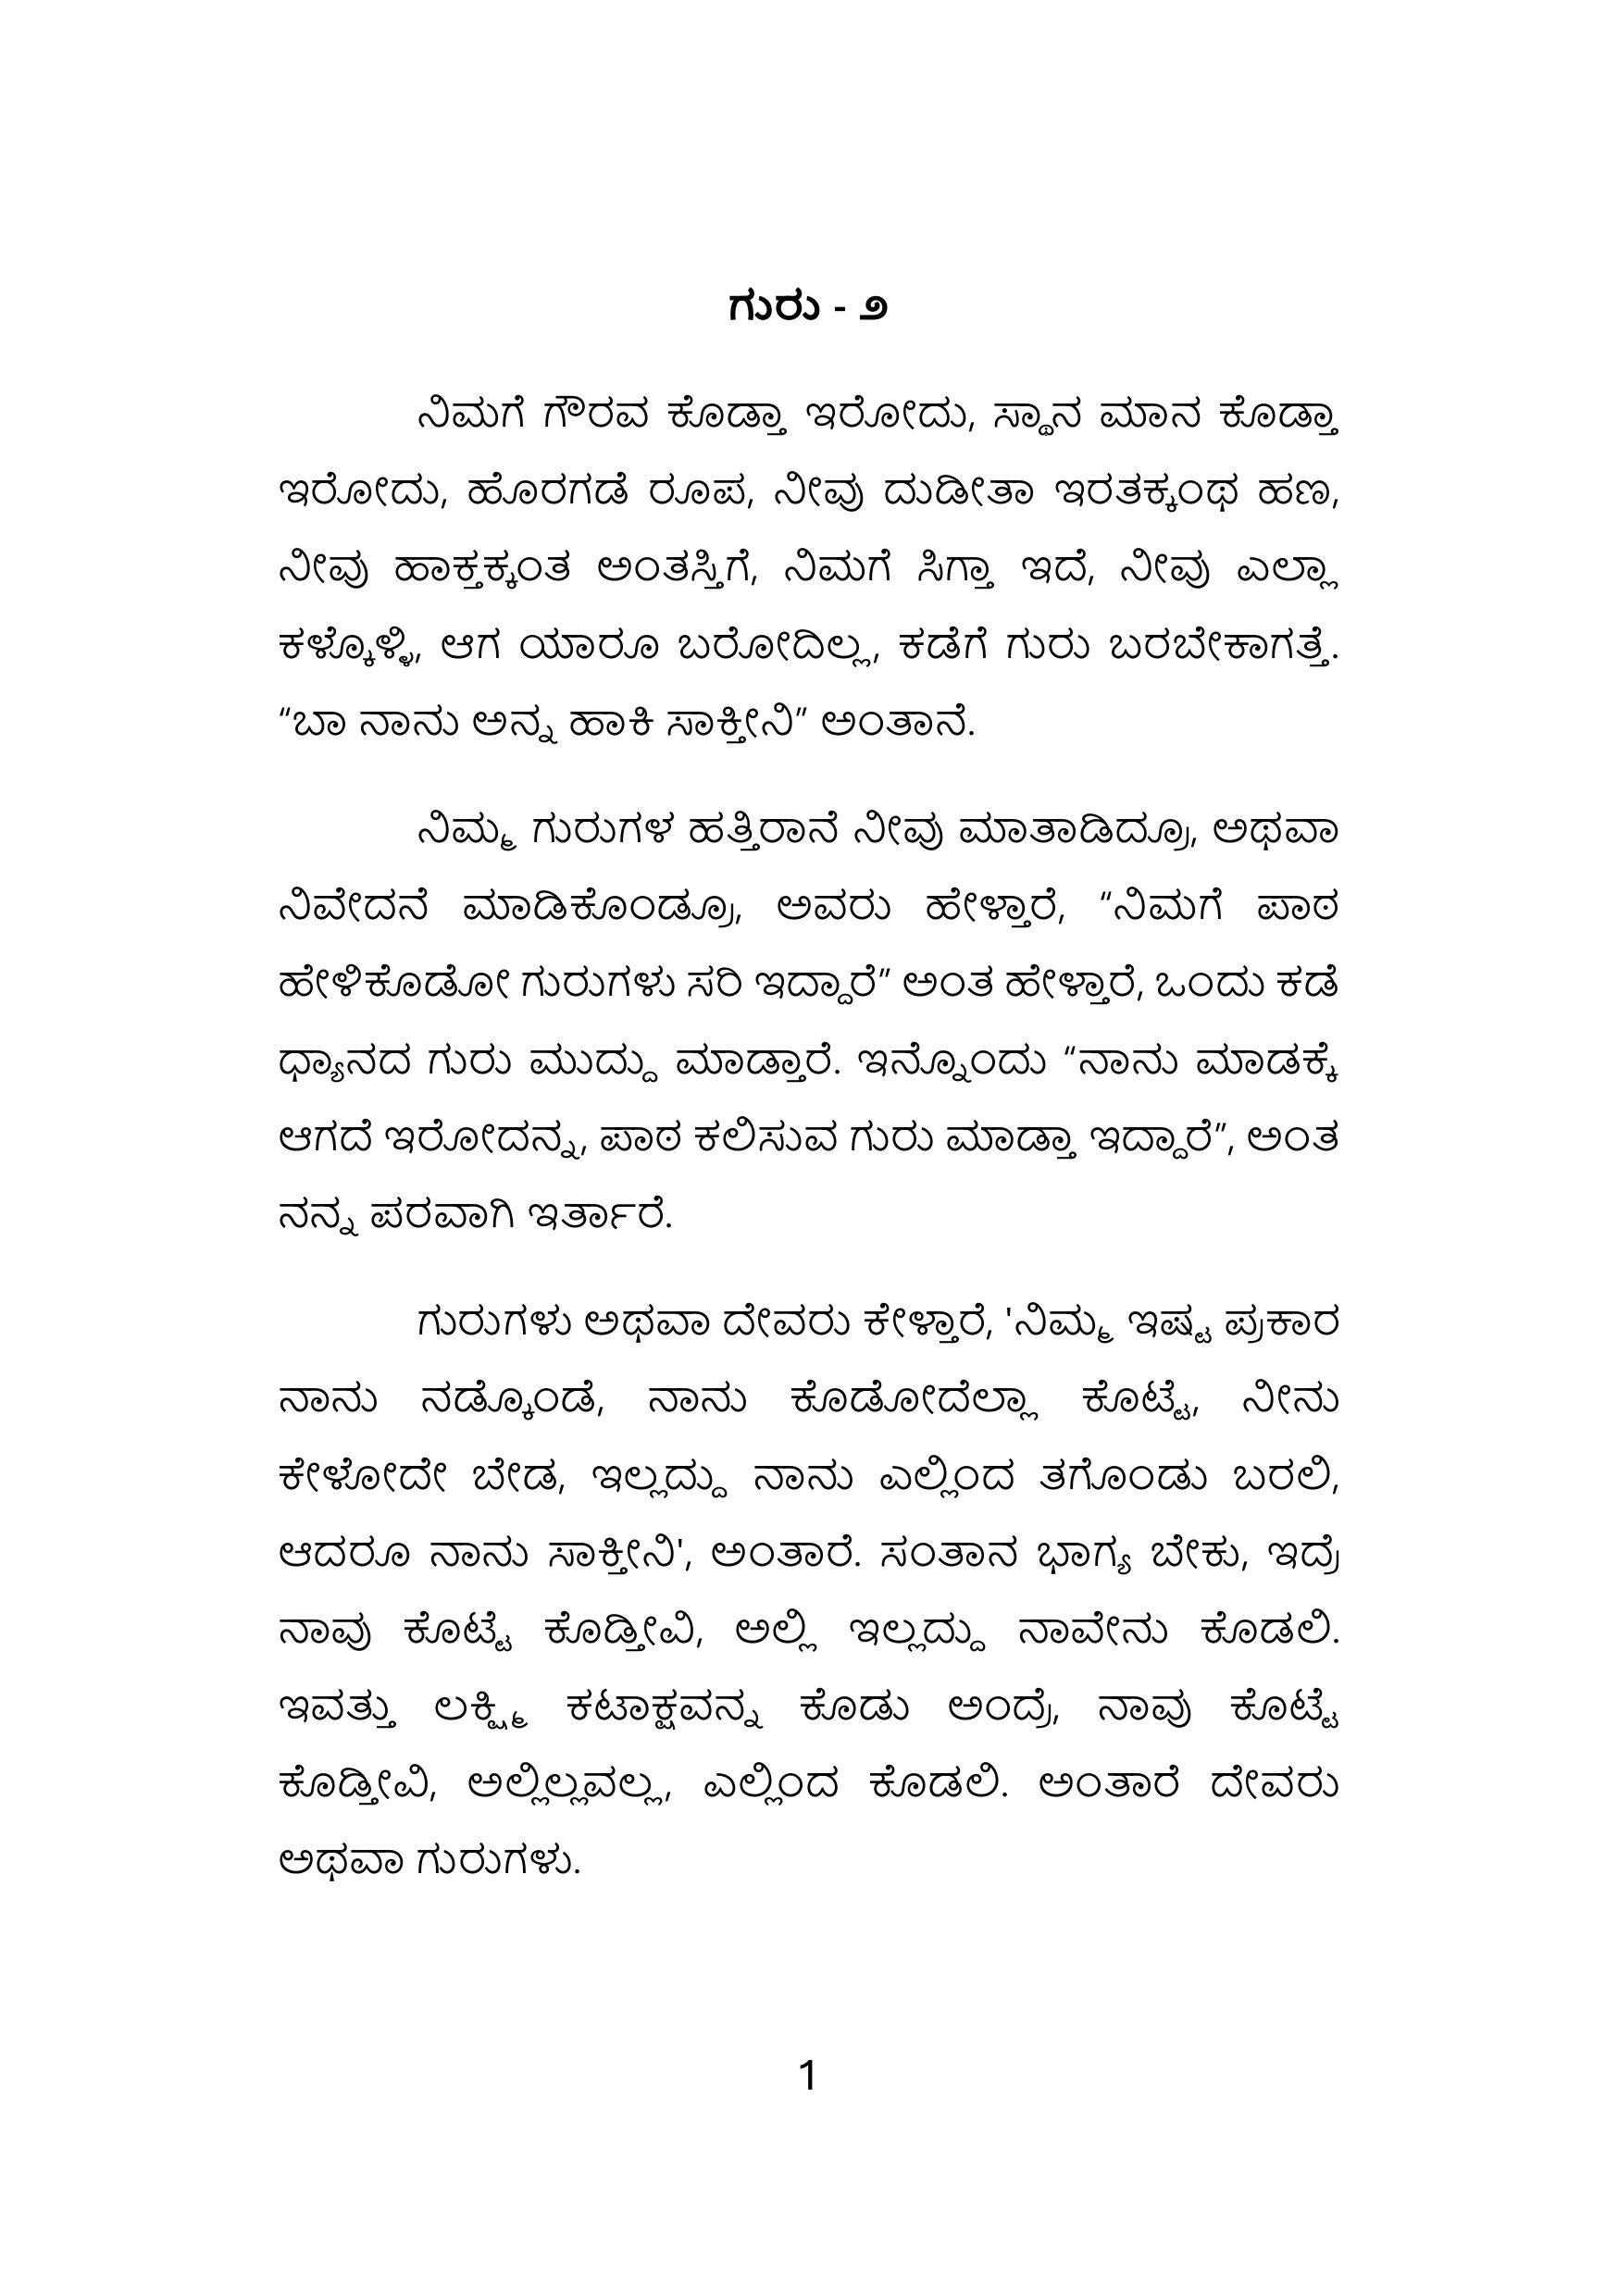 ಗುರು - ೨
ನಿಮಗೆ ಗೌರವ ಕೊಡ್ತಾ ಇರೋದು, ಸ್ಥಾನ ಮಾನ ಕೊಡ್ತಾ
ಇರೋದು, ಹೊರಗಡೆ ರೂಪ, ನೀವು ದುಡೀತಾ ಇರತಕ್ಕಂಥ ಹಣ,
ನೀವು ಹಾಕ್ತಕ್ಕಂತ ಅಂತಸ್ತಿಗೆ, ನಿಮಗೆ ಸಿಗ್ತಾ ಇದೆ, ನೀವು ಎಲ್ಲಾ
ಕಳ್ಕೊಳ್ಳಿ, ಆಗ ಯಾರೂ ಬರೋದಿಲ್ಲ, ಕಡೆಗೆ ಗುರು ಬರಬೇಕಾಗತ್ತೆ.
“ಬಾ ನಾನು ಅನ್ನ ಹಾಕಿ ಸಾಕ್ತೀನಿ” ಅಂತಾನೆ.
ನಿಮ್ಮ ಗುರುಗಳ ಹತ್ತಿರಾನೆ ನೀವು ಮಾತಾಡಿದ್ರೂ, ಅಥವಾ
ನಿವೇದನೆ ಮಾಡಿಕೊಂಡ್ರೂ, ಅವರು ಹೇಳ್ತಾರೆ, “ನಿಮಗೆ ಪಾಠ
ಹೇಳಿಕೊಡೋ ಗುರುಗಳು ಸರಿ ಇದ್ದಾರೆ” ಅಂತ ಹೇಳ್ತಾರೆ, ಒಂದು ಕಡೆ
ಧ್ಯಾನದ ಗುರು ಮುದ್ದು ಮಾಡ್ತಾರೆ. ಇನ್ನೊಂದು “ನಾನು ಮಾಡಕ್ಕೆ
ಆಗದೆ ಇರೋದನ್ನ, ಪಾಠ ಕಲಿಸುವ ಗುರು ಮಾಡ್ತಾ ಇದ್ದಾರೆ”, ಅಂತ
ನನ್ನ ಪರವಾಗಿ ಇರ್ತಾರೆ.
ಗುರುಗಳು ಅಥವಾ ದೇವರು ಕೇಳ್ತಾರೆ, 'ನಿಮ್ಮ ಇಷ್ಟ ಪ್ರಕಾರ
ನಾನು ನಡ್ಕೊಂಡೆ, ನಾನು ಕೊಡೋದೆಲ್ಲಾ ಕೊಟ್ಟೆ, ನೀನು
ಕೇಳೋದೇ ಬೇಡ, ಇಲ್ಲದ್ದು ನಾನು ಎಲ್ಲಿಂದ ತಗೊಂಡು ಬರಲಿ,
ಆದರೂ ನಾನು ಸಾಕ್ತೀನಿ', ಅಂತಾರೆ. ಸಂತಾನ ಭಾಗ್ಯ ಬೇಕು, ಇದ್ರೆ
ನಾವು ಕೊಟ್ಟೆ ಕೊಡ್ತೀವಿ, ಅಲ್ಲಿ ಇಲ್ಲದ್ದು ನಾವೇನು ಕೊಡಲಿ.
ಇವತ್ತು ಲಕ್ಷ್ಮಿ ಕಟಾಕ್ಷವನ್ನ ಕೊಡು ಅಂದ್ರೆ, ನಾವು ಕೊಟ್ಟೆ
ಕೊಡ್ತೀವಿ, ಅಲ್ಲಿಲ್ಲವಲ್ಲ, ಎಲ್ಲಿಂದ ಕೊಡಲಿ. ಅಂತಾರೆ ದೇವರು
ಅಥವಾ ಗುರುಗಳು.
1